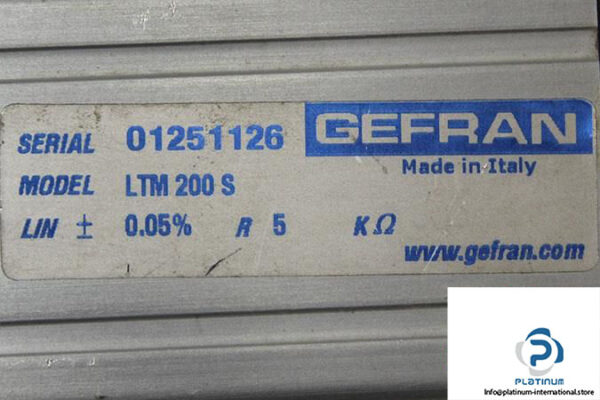 SERIAL 01251126
GEFRAN
Made in Italy
MODEL LTM 200 S
LIN ± 0.05% R 5 KΩ
www.gefran.com
PLATINUM
Info@platinum-international.store